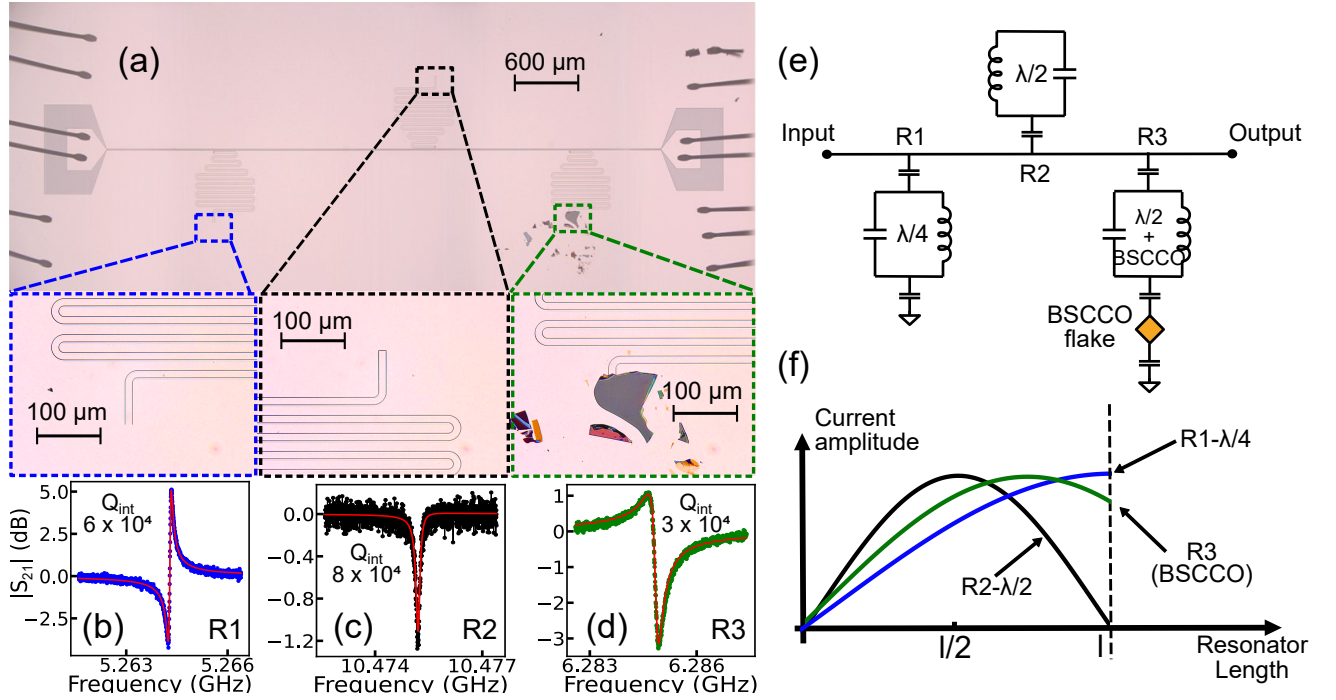 (a)
600 μm
100 μm
100 μm
100 μm
|S₂₁| (dB)
5.0
2.5
0.0
−2.5
Q_int
6 x 10⁴
(b)
R1
5.263
5.266
Frequency (GHz)
0.0
−0.4
−0.8
−1.2
Q_int
8 x 10⁴
(c)
R2
10.474
10.477
Frequency (GHz)
1
0
−1
−2
−3
Q_int
3 x 10⁴
(d)
R3
6.283
6.286
Frequency (GHz)
(e)
λ/2
Input
R1
R2
R3
Output
λ/4
λ/2
+
BSCCO
BSCCO
flake
(f)
Current
amplitude
R1-λ/4
R3
(BSCCO)
R2-λ/2
l/2
l
Resonator
Length